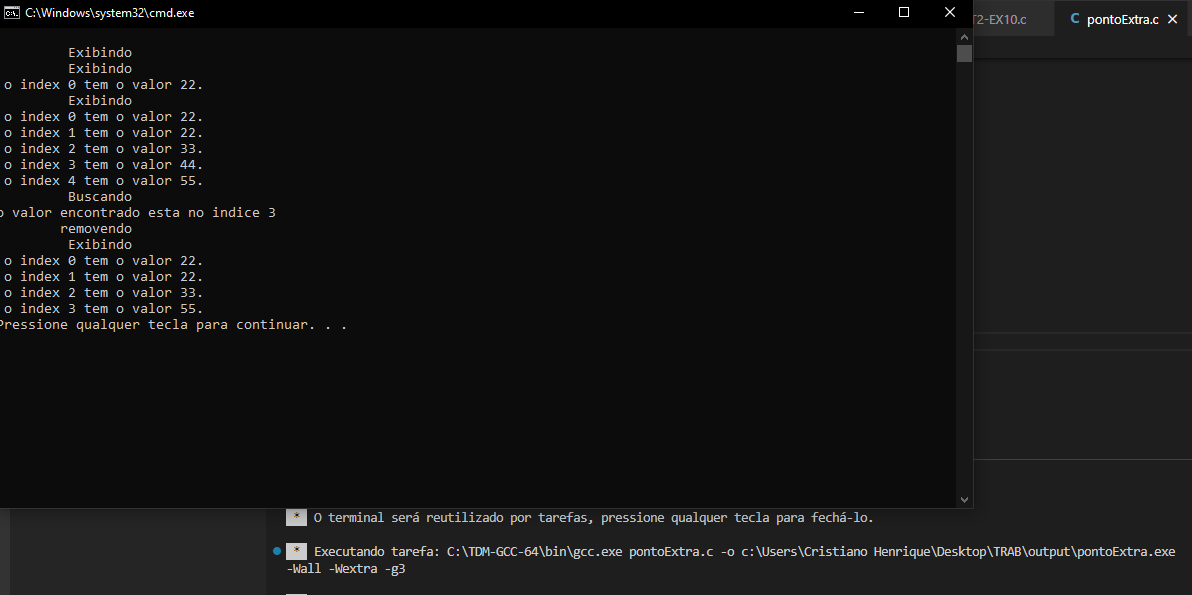 C:\Windows\system32\cmd.exe
T2-EX10.c
C pontoExtra.c
Exibindo
Exibindo
o index 0 tem o valor 22.
Exibindo
o index 0 tem o valor 22.
o index 1 tem o valor 22.
o index 2 tem o valor 33.
o index 3 tem o valor 44.
o index 4 tem o valor 55.
Buscando
o valor encontrado esta no indice 3
removendo
Exibindo
o index 0 tem o valor 22.
o index 1 tem o valor 22.
o index 2 tem o valor 33.
o index 3 tem o valor 55.
Pressione qualquer tecla para continuar. . .
* O terminal será reutilizado por tarefas, pressione qualquer tecla para fechá-lo.
* Executando tarefa: C:\TDM-GCC-64\bin\gcc.exe pontoExtra.c -o c:\Users\Cristiano Henrique\Desktop\TRAB\output\pontoExtra.exe
-Wall -Wextra -g3